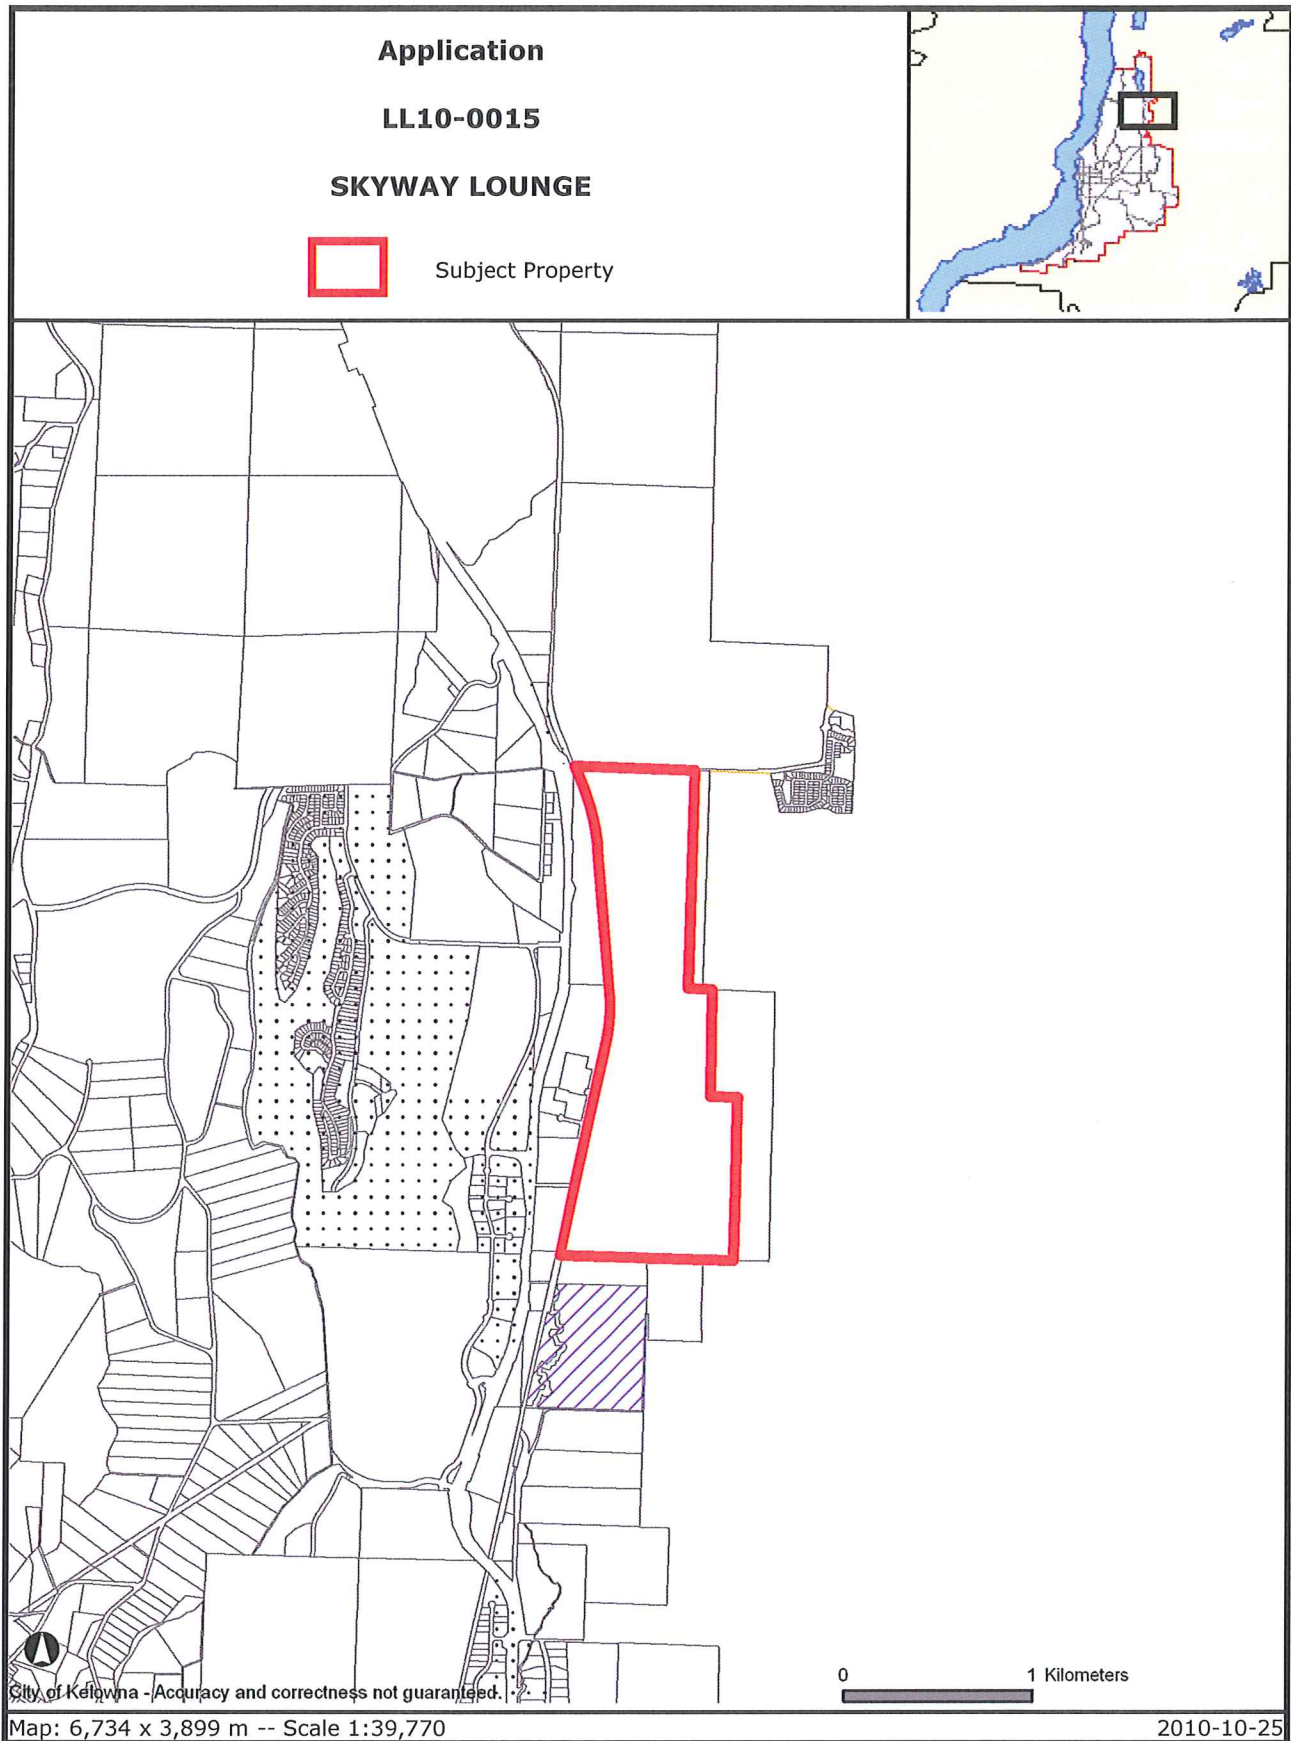 Application
LL10-0015
SKYWAY LOUNGE
Subject Property
0 1 Kilometers
City of Kelowna - Accuracy and correctness not guaranteed.
Map: 6,734 x 3,899 m -- Scale 1:39,770
2010-10-25